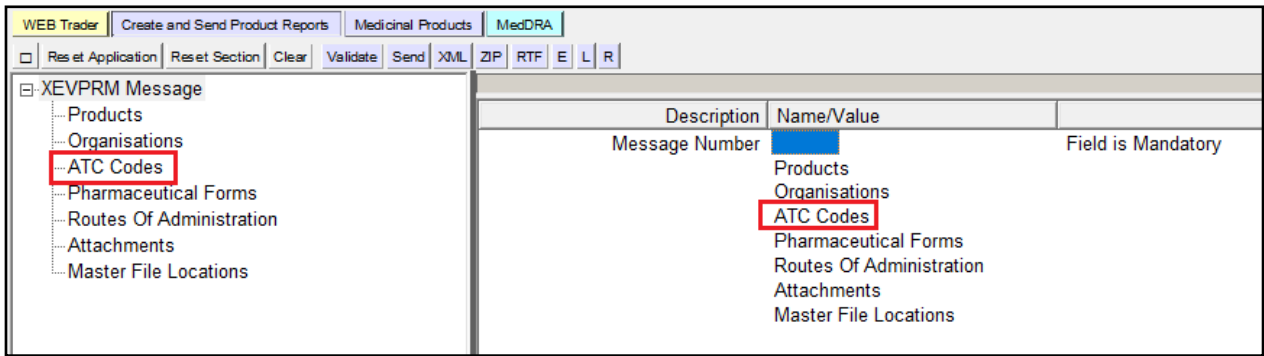 WEB Trader Create and Send Product Reports Medicinal Products MedDRA
Reset Application Reset Section Clear Validate Send XML ZIP RTF E L R
XEVPRM Message
Products
Organisations
ATC Codes
Pharmaceutical Forms
Routes Of Administration
Attachments
Master File Locations
Description Name/Value
Message Number Field is Mandatory
Products
Organisations
ATC Codes
Pharmaceutical Forms
Routes Of Administration
Attachments
Master File Locations